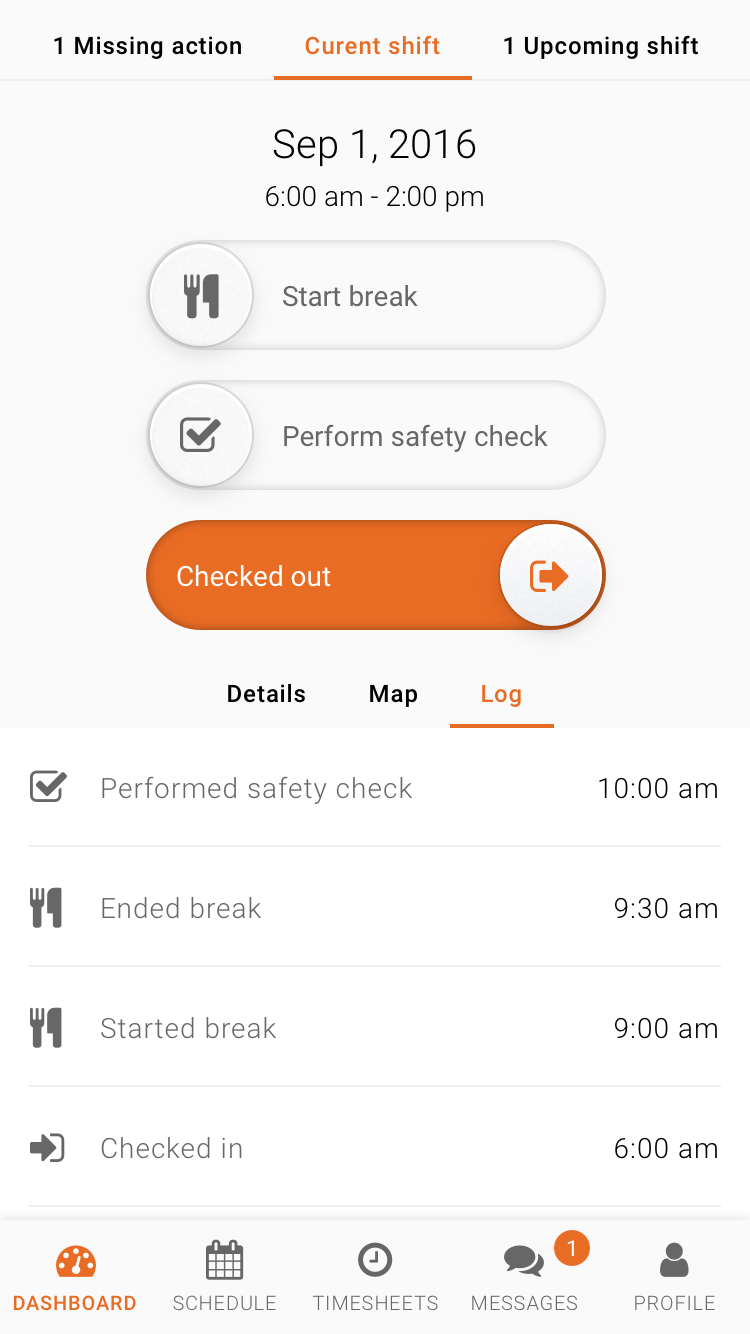 1 Missing action Curent shift 1 Upcoming shift
Sep 1, 2016
6:00 am - 2:00 pm
Start break
Perform safety check
Checked out
Details Map Log
Performed safety check 10:00 am
Ended break 9:30 am
Started break 9:00 am
Checked in 6:00 am
1
DASHBOARD SCHEDULE TIMESHEETS MESSAGES PROFILE